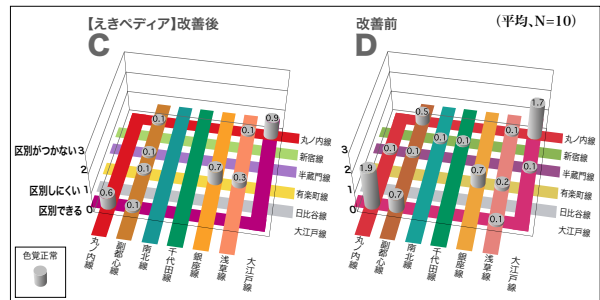 【えきペディア】改善後
C
改善前
D
(平均、N=10)
区別がつかない 3
2
区別しにくい 1
区別できる 0
0.1
0.1
0.1
0.6
0.1
0.7
0.3
0.1
0.9
丸ノ内線
新宿線
半蔵門線
有楽町線
日比谷線
大江戸線
丸ノ内線
副都心線
南北線
千代田線
銀座線
浅草線
大江戸線
3
2
1
0
0.5
0.1
0.1
0.1
0.1
1.9
0.7
0.7
0.2
0.1
0.1
0.1
1.7
丸ノ内線
新宿線
半蔵門線
有楽町線
日比谷線
大江戸線
丸ノ内線
副都心線
南北線
千代田線
銀座線
浅草線
大江戸線
色覚正常